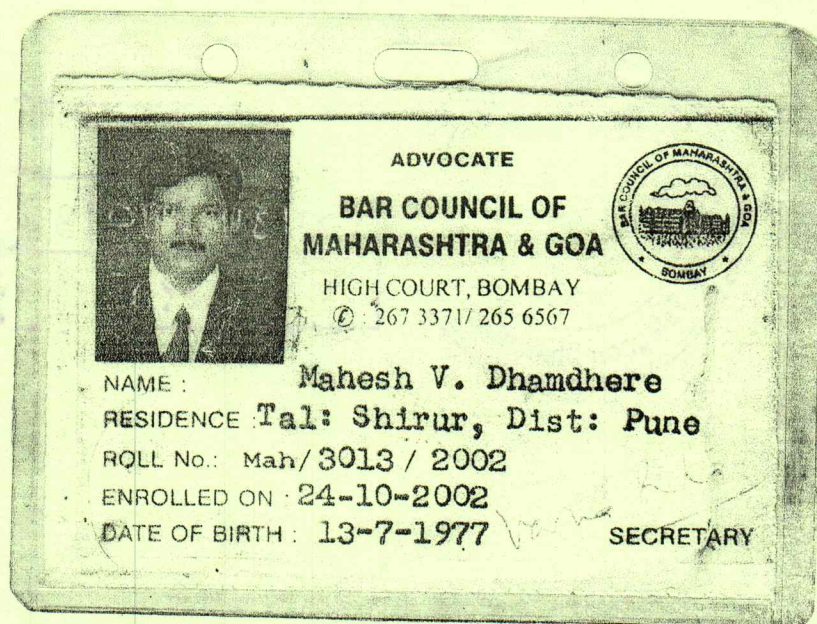 ADVOCATE
BAR COUNCIL OF
MAHARASHTRA & GOA
HIGH COURT, BOMBAY
✆ : 267 3371/ 265 6567
BAR COUNCIL OF MAHARASHTRA & GOA
★ BOMBAY ★
NAME : Mahesh V. Dhamdhere
RESIDENCE : Tal: Shirur, Dist: Pune
ROLL No.: Mah/3013 / 2002
ENROLLED ON : 24-10-2002
DATE OF BIRTH : 13-7-1977 SECRETARY